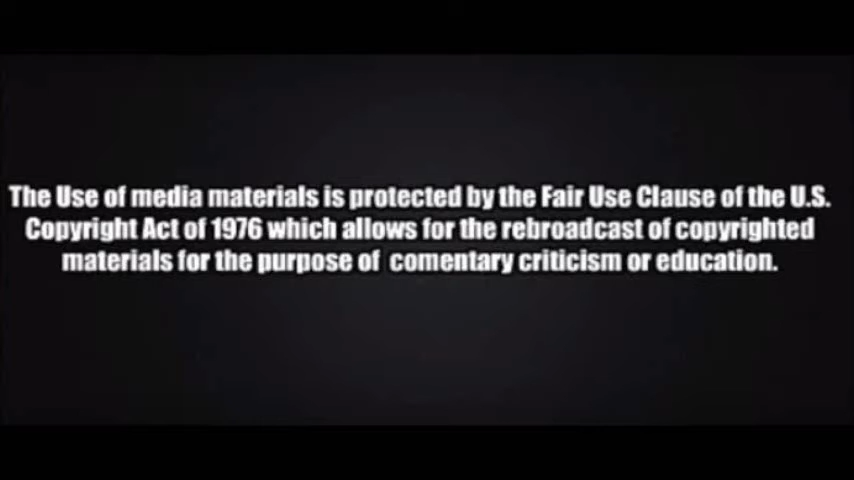 The Use of media materials is protected by the Fair Use Clause of the U.S.
Copyright Act of 1976 which allows for the rebroadcast of copyrighted
materials for the purpose of comentary criticism or education.